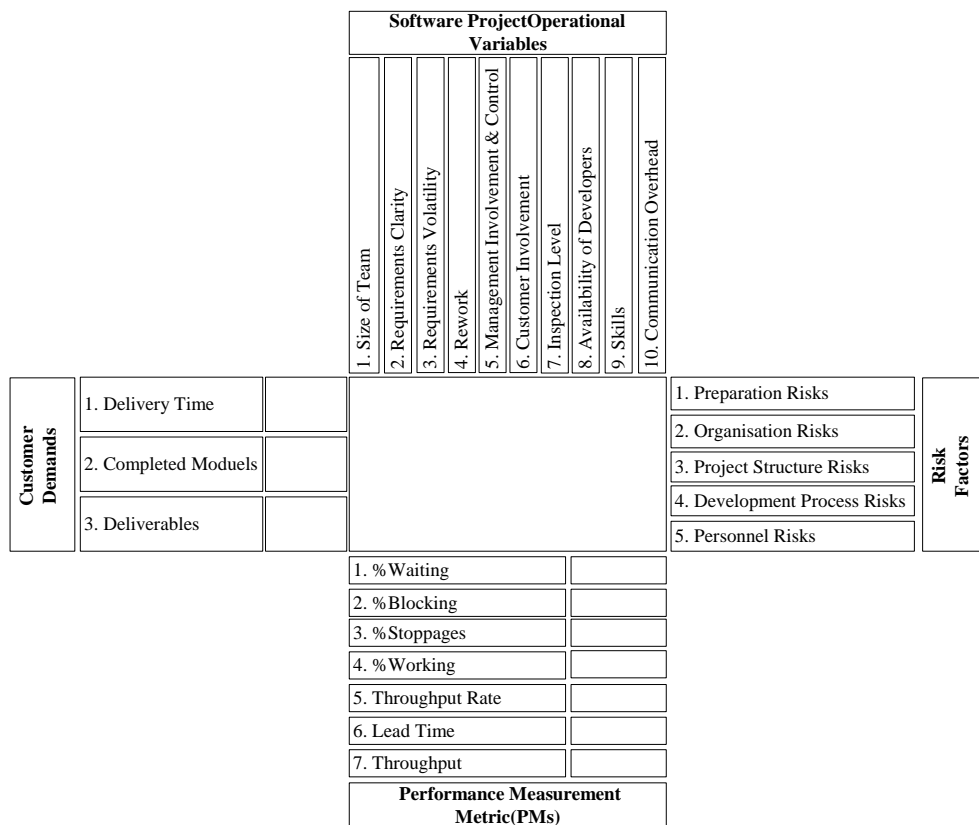 Software ProjectOperational
Variables
1. Size of Team
2. Requirements Clarity
3. Requirements Volatility
4. Rework
5. Management Involvement & Control
6. Customer Involvement
7. Inspection Level
8. Availability of Developers
9. Skills
10. Communication Overhead
Customer
Demands
1. Delivery Time
2. Completed Moduels
3. Deliverables
1. Preparation Risks
2. Organisation Risks
3. Project Structure Risks
4. Development Process Risks
5. Personnel Risks
Risk
Factors
1. %Waiting
2. %Blocking
3. %Stoppages
4. %Working
5. Throughput Rate
6. Lead Time
7. Throughput
Performance Measurement
Metric(PMs)